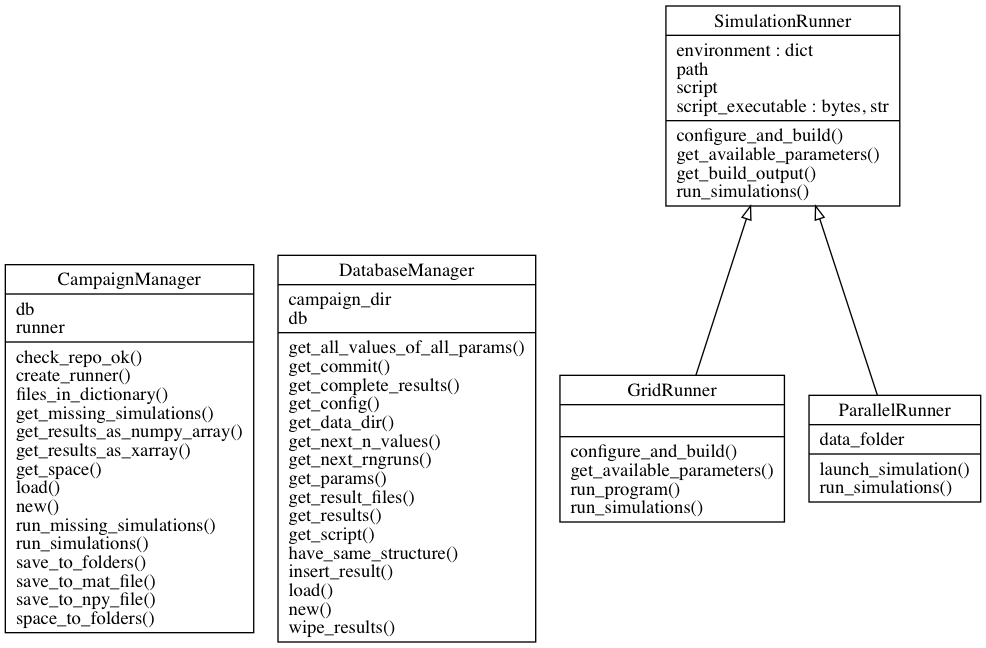 SimulationRunner
environment : dict
path
script
script_executable : bytes, str
configure_and_build()
get_available_parameters()
get_build_output()
run_simulations()
CampaignManager
db
runner
check_repo_ok()
create_runner()
files_in_dictionary()
get_missing_simulations()
get_results_as_numpy_array()
get_results_as_xarray()
get_space()
load()
new()
run_missing_simulations()
run_simulations()
save_to_folders()
save_to_mat_file()
save_to_npy_file()
space_to_folders()
DatabaseManager
campaign_dir
db
get_all_values_of_all_params()
get_commit()
get_complete_results()
get_config()
get_data_dir()
get_next_n_values()
get_next_rngruns()
get_params()
get_result_files()
get_results()
get_script()
have_same_structure()
insert_result()
load()
new()
wipe_results()
GridRunner
configure_and_build()
get_available_parameters()
run_program()
run_simulations()
ParallelRunner
data_folder
launch_simulation()
run_simulations()